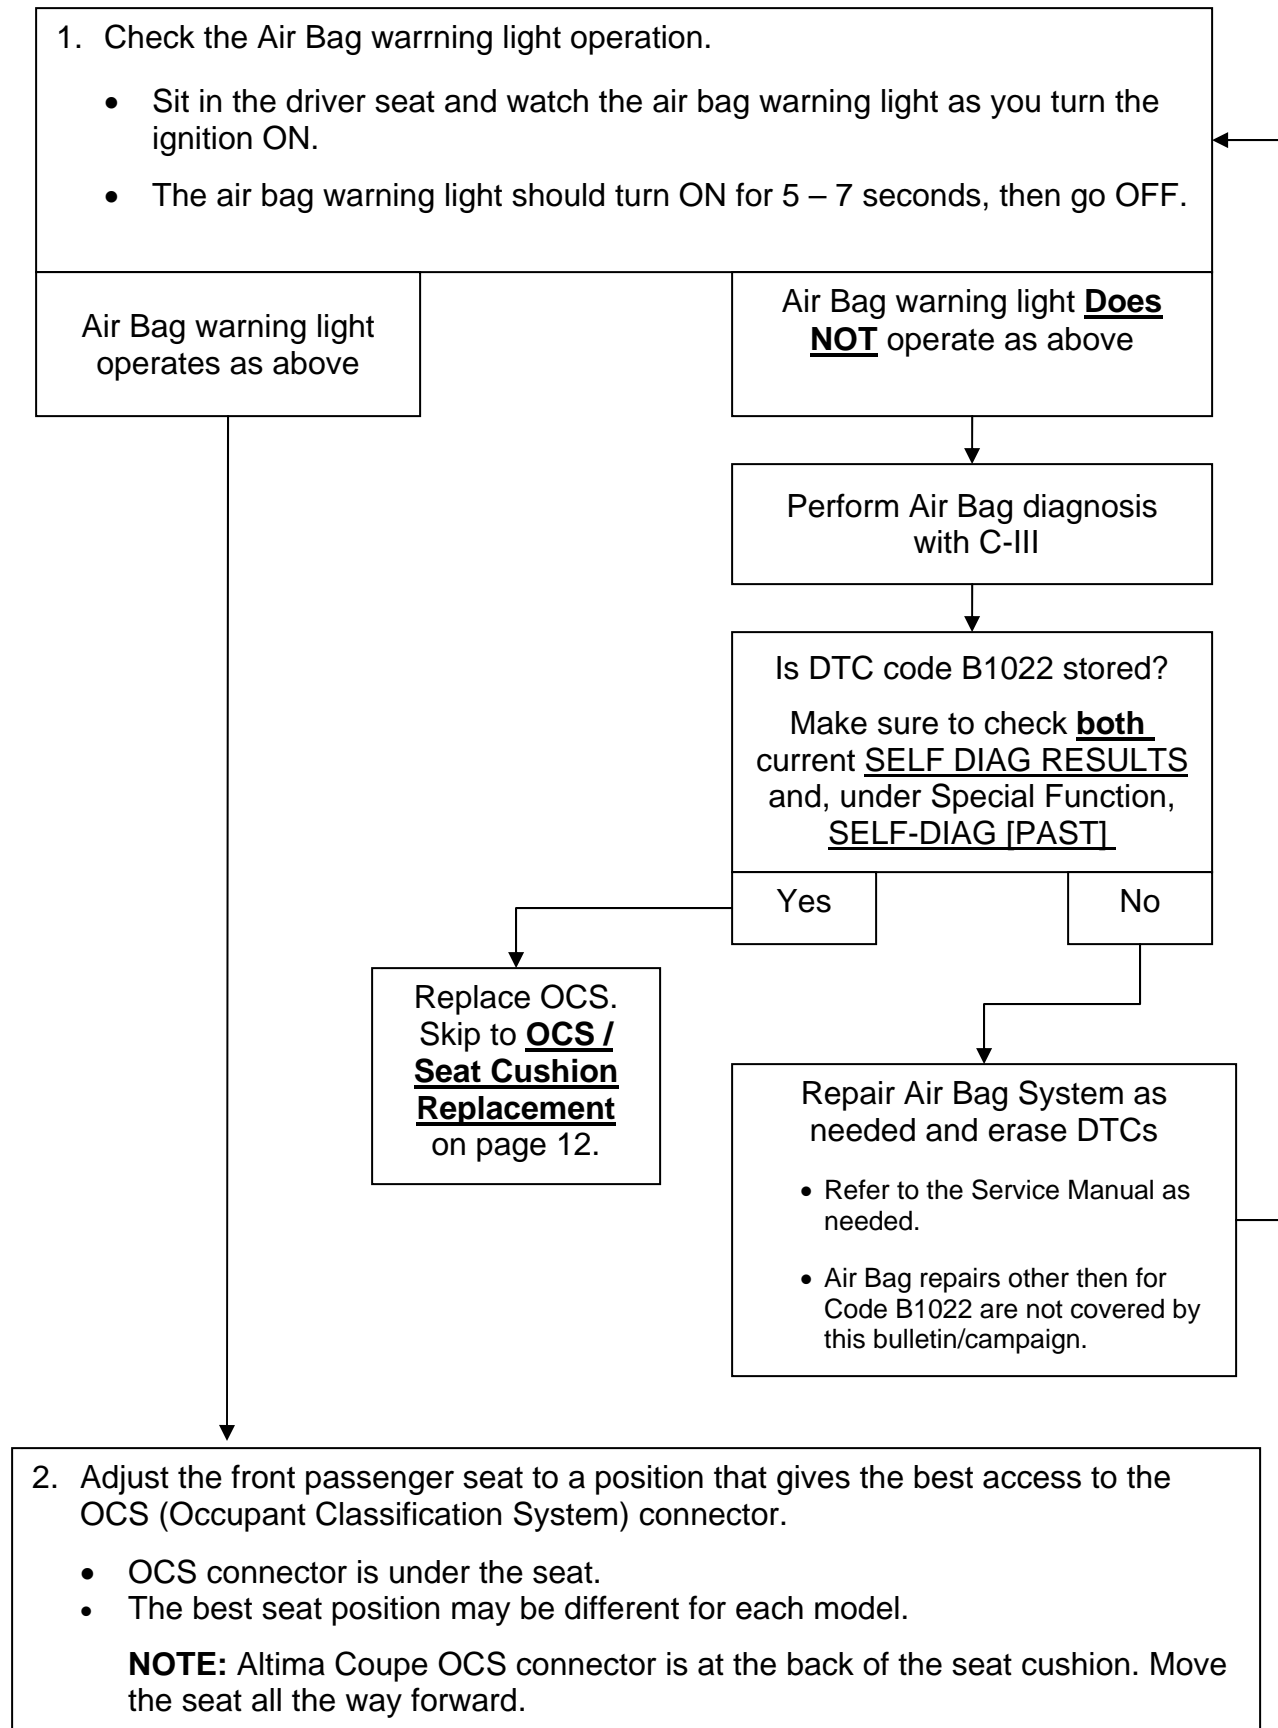 1. Check the Air Bag warrning light operation.
• Sit in the driver seat and watch the air bag warning light as you turn the
ignition ON.
• The air bag warning light should turn ON for 5 – 7 seconds, then go OFF.
Air Bag warning light
operates as above
Air Bag warning light Does
NOT operate as above
Perform Air Bag diagnosis
with C-III
Is DTC code B1022 stored?
Make sure to check both
current SELF DIAG RESULTS
and, under Special Function,
SELF-DIAG [PAST]
Yes
No
Replace OCS.
Skip to OCS /
Seat Cushion
Replacement
on page 12.
Repair Air Bag System as
needed and erase DTCs
• Refer to the Service Manual as
needed.
• Air Bag repairs other then for
Code B1022 are not covered by
this bulletin/campaign.
2. Adjust the front passenger seat to a position that gives the best access to the
OCS (Occupant Classification System) connector.
• OCS connector is under the seat.
• The best seat position may be different for each model.
NOTE: Altima Coupe OCS connector is at the back of the seat cushion. Move
the seat all the way forward.